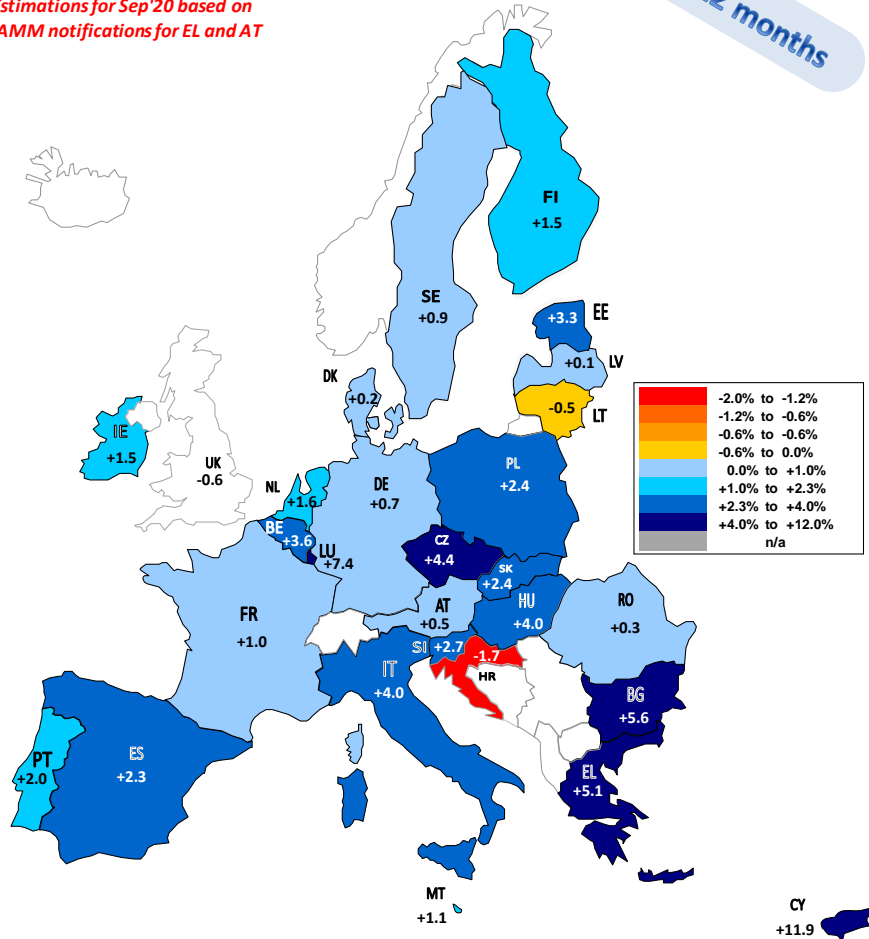 Estimations for Sep'20 based on
AMM notifications for EL and AT
months
FI
+1.5
SE
+0.9
EE
+3.3
LV
+0.1
LT
-0.5
DK
+0.2
IE
+1.5
UK
-0.6
NL
+1.6
BE
+3.6
LU
+7.4
DE
+0.7
PL
+2.4
CZ
+4.4
SK
+2.4
HU
+4.0
AT
+0.5
RO
+0.3
FR
+1.0
SI
+2.7
-1.7
HR
IT
+4.0
BG
+5.6
EL
+5.1
PT
+2.0
ES
+2.3
MT
+1.1
CY
+11.9
-2.0% to -1.2%
-1.2% to -0.6%
-0.6% to -0.6%
-0.6% to 0.0%
0.0% to +1.0%
+1.0% to +2.3%
+2.3% to +4.0%
+4.0% to +12.0%
n/a